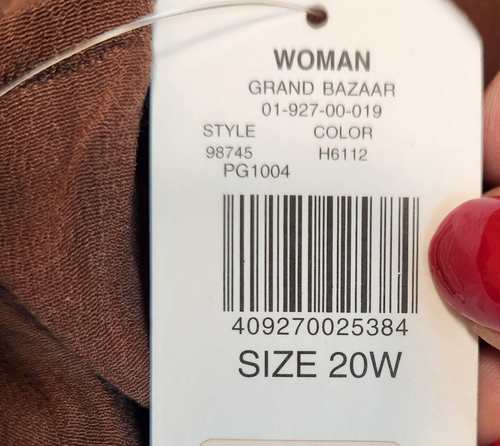 WOMAN
GRAND BAZAAR
01-927-00-019
STYLE COLOR
98745 H6112
PG1004
409270025384
SIZE 20W